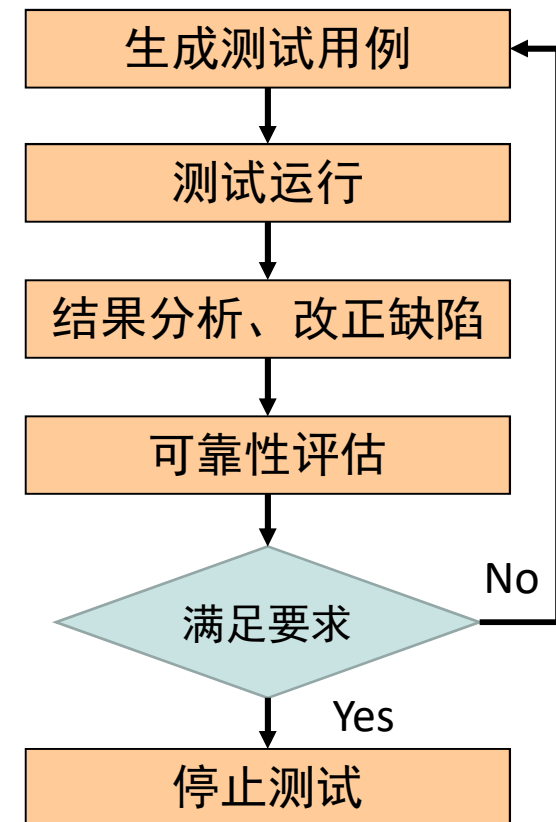 生成测试用例
测试运行
结果分析、改正缺陷
可靠性评估
满足要求
No
Yes
停止测试